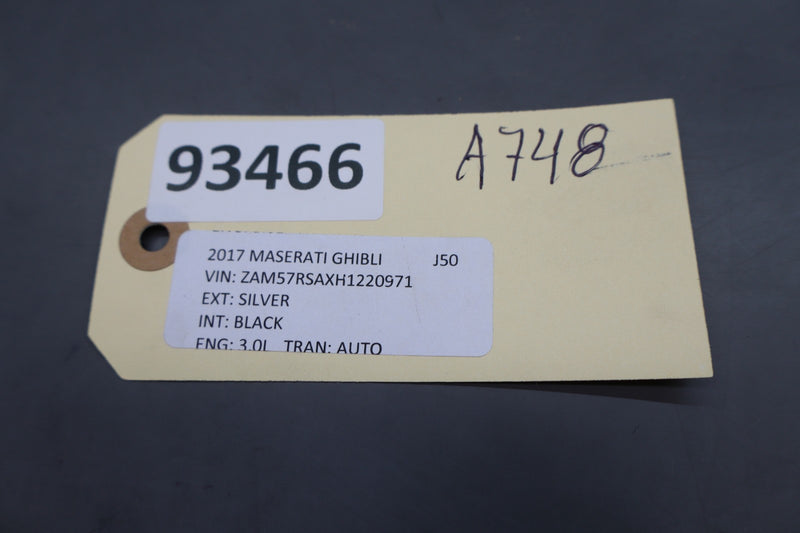 93466
A748
2017 MASERATI GHIBLI J50
VIN: ZAM57RSAXH1220971
EXT: SILVER
INT: BLACK
ENG: 3.0L TRAN: AUTO